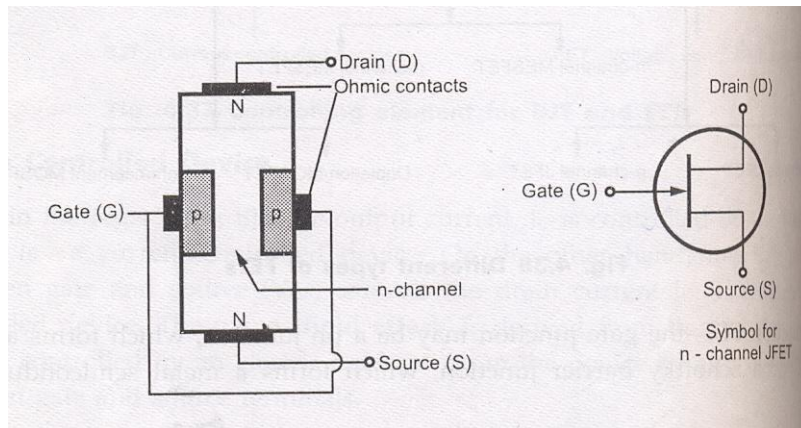 Drain (D)
Ohmic contacts
N
p
p
Gate (G)
n-channel
N
Source (S)
Drain (D)
Gate (G)
Source (S)
Symbol for
n - channel JFET